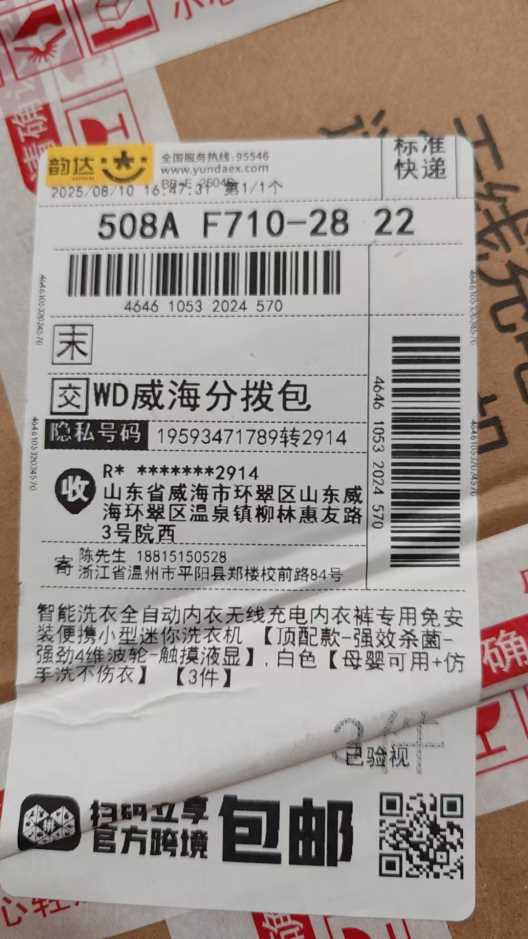 韵达
全国服务热线:95546
www.yundaex.com
标准
快递
2025/08/10 16:47:31 第1/1个
508A F710-28 22
4646 1053 2024 570
末
交 WD威海分拨包
隐私号码 19593471789转2914
收
R* *******2914
山东省威海市环翠区山东威
海环翠区温泉镇柳林惠友路
3号院西
寄
陈先生 18815150528
浙江省温州市平阳县郑楼校前路84号
4646 1053 2024 570
智能洗衣全自动内衣无线充电内衣裤专用免安
装便携小型迷你洗衣机 【顶配款-强效杀菌-
强劲4维波轮-触摸液显】,白色【母婴可用+仿
手洗不伤衣】 【3件】
3件
已验视
扫码立享
官方跨境
包邮
无线充电
确